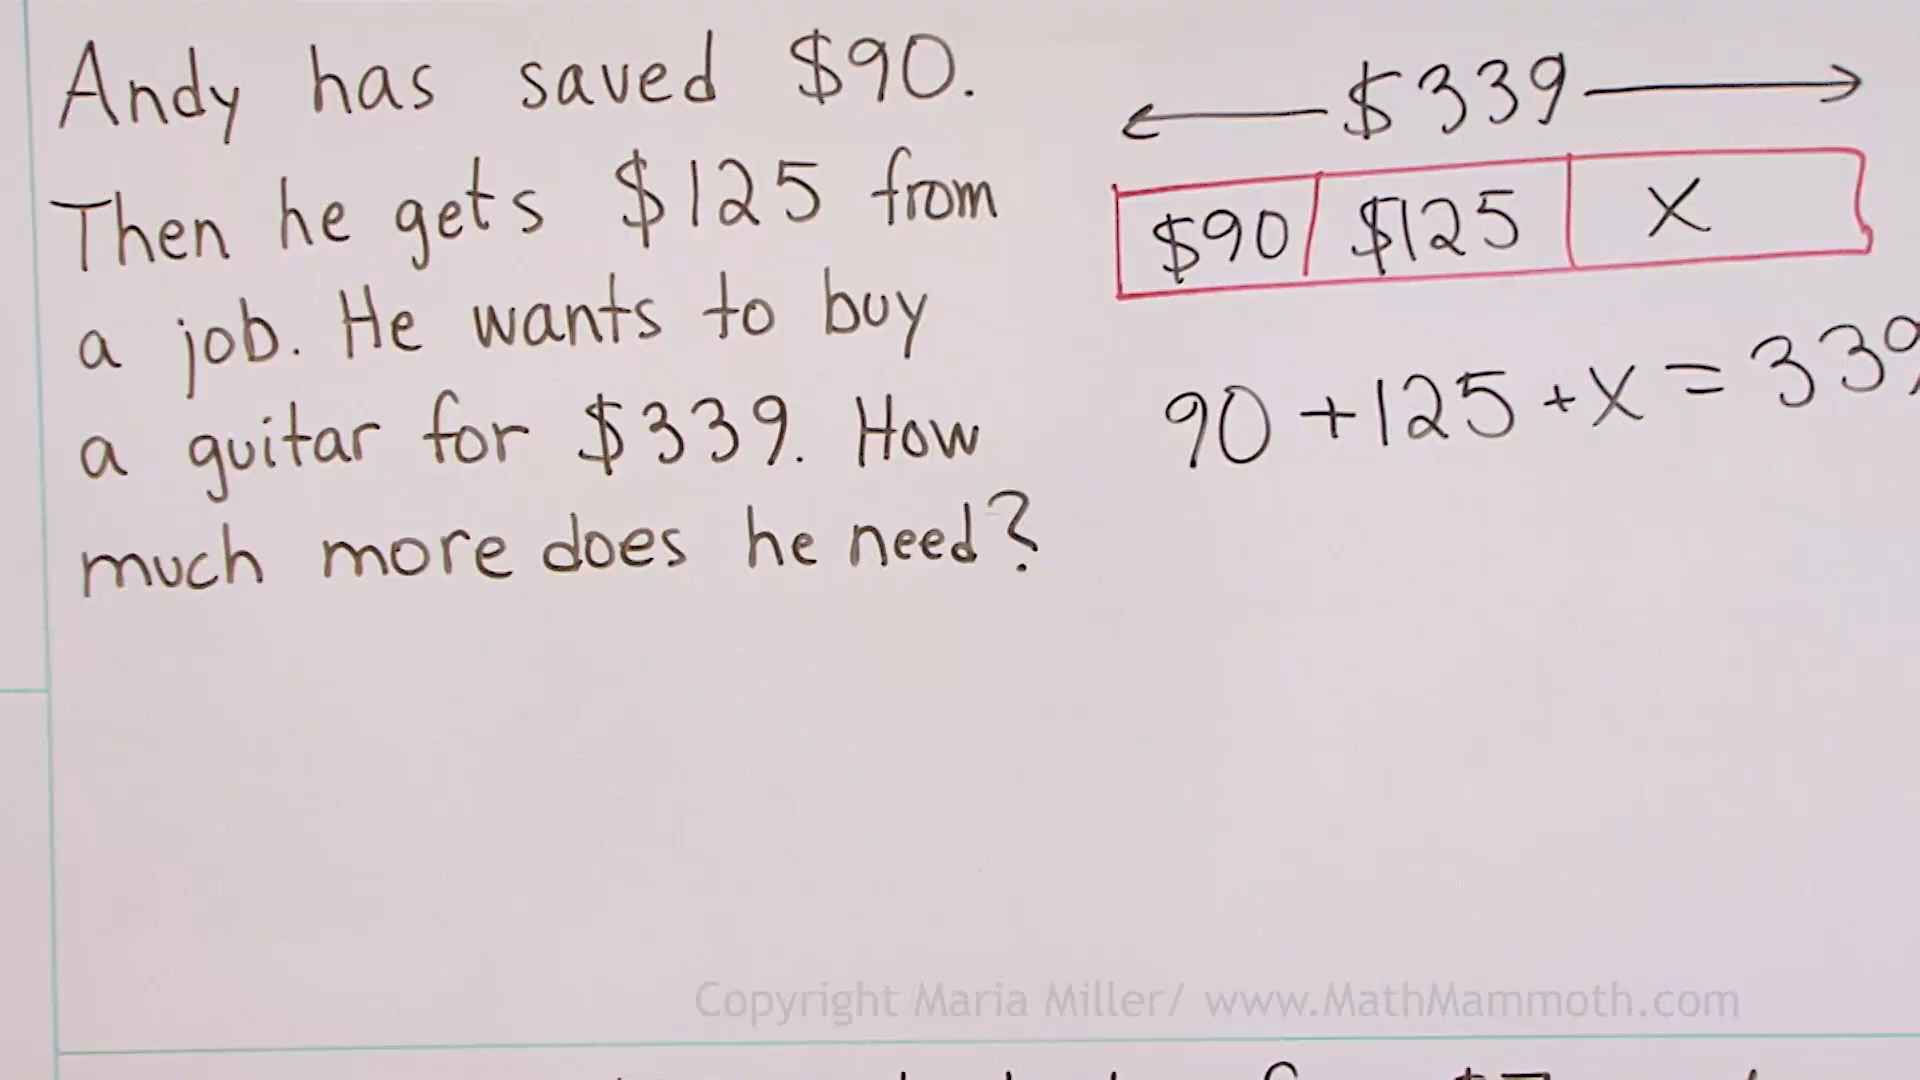 Andy has saved $90.
Then he gets $125 from
a job. He wants to buy
a guitar for $339. How
much more does he need?
$339
$90 $125 x
90 + 125 + x = 339
Copyright Maria Miller/ www.MathMammoth.com